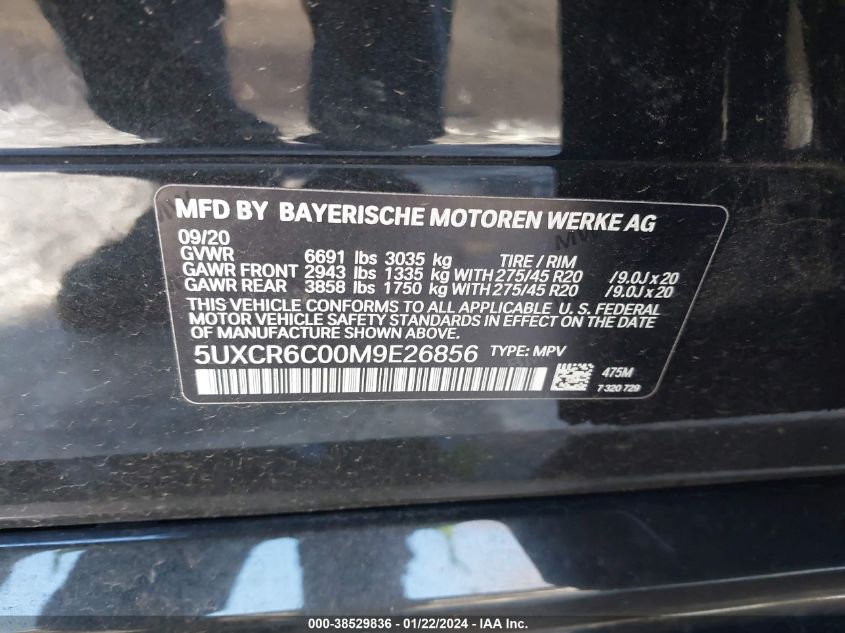 MFD BY BAYERISCHE MOTOREN WERKE AG
09/20
GVWR 6691 lbs 3035 kg TIRE / RIM
GAWR FRONT 2943 lbs 1335 kg WITH 275/45 R20 / 9.0J x 20
GAWR REAR 3858 lbs 1750 kg WITH 275/45 R20 / 9.0J x 20
THIS VEHICLE CONFORMS TO ALL APPLICABLE U. S. FEDERAL
MOTOR VEHICLE SAFETY STANDARDS IN EFFECT ON THE DATE
OF MANUFACTURE SHOWN ABOVE.
5UXCR6C00M9E26856 TYPE: MPV
475M
7 320 729
000-38529836 - 01/22/2024 - IAA Inc.